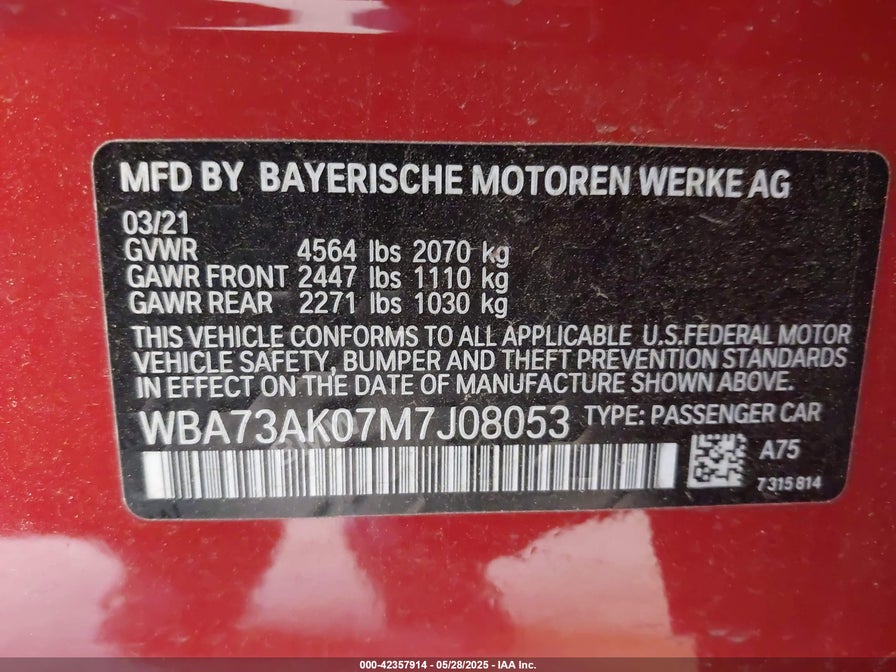 MFD BY BAYERISCHE MOTOREN WERKE AG
03/21
GVWR 4564 lbs 2070 kg
GAWR FRONT 2447 lbs 1110 kg
GAWR REAR 2271 lbs 1030 kg
THIS VEHICLE CONFORMS TO ALL APPLICABLE U.S.FEDERAL MOTOR
VEHICLE SAFETY, BUMPER AND THEFT PREVENTION STANDARDS
IN EFFECT ON THE DATE OF MANUFACTURE SHOWN ABOVE.
WBA73AK07M7J08053 TYPE: PASSENGER CAR
A75
7315814
000-42357914 - 05/28/2025 - IAA Inc.